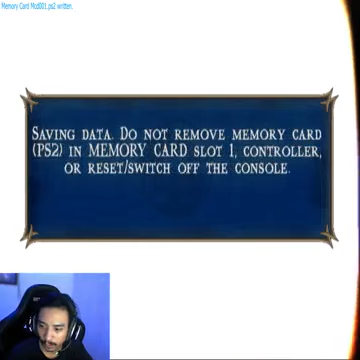 Memory Card Mcd001.ps2 written.
SAVING DATA. DO NOT REMOVE MEMORY CARD
(PS2) IN MEMORY CARD SLOT 1, CONTROLLER,
OR RESET/SWITCH OFF THE CONSOLE.